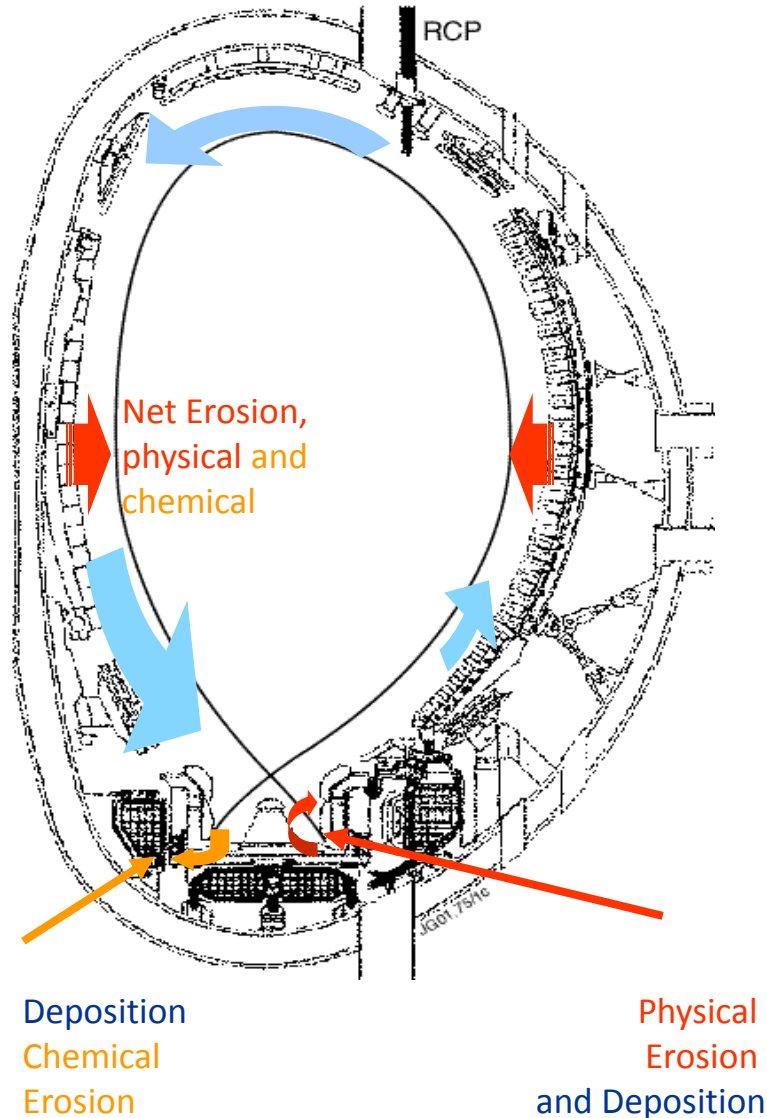 RCP
Net Erosion,
physical and
chemical
JG01.75/1c
Deposition
Chemical
Erosion
Physical
Erosion
and Deposition